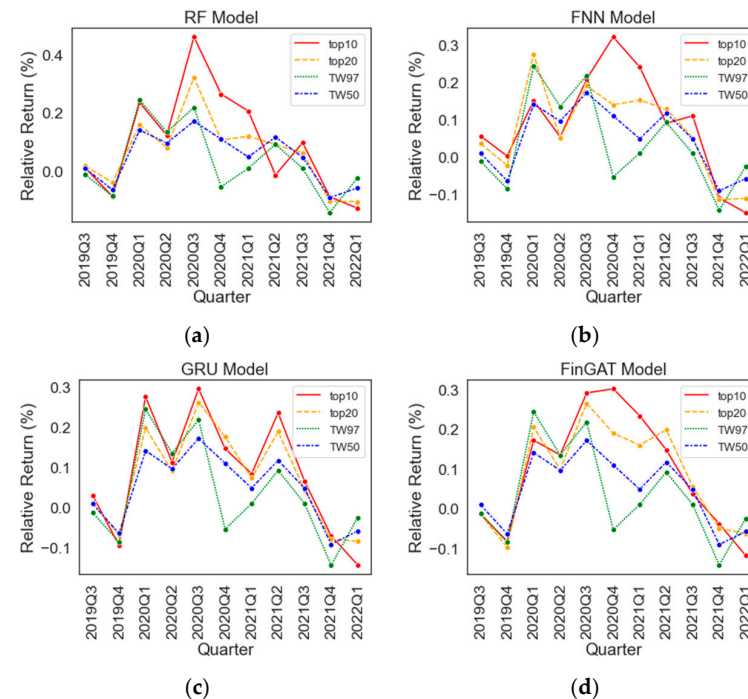 RF Model
Relative Return (%)
0.4
0.2
0.0
top10
top20
TW97
TW50
2019Q3
2019Q4
2020Q1
2020Q2
2020Q3
2020Q4
2021Q1
2021Q2
2021Q3
2021Q4
2022Q1
Quarter
(a)
FNN Model
Relative Return (%)
0.3
0.2
0.1
0.0
−0.1
top10
top20
TW97
TW50
2019Q3
2019Q4
2020Q1
2020Q2
2020Q3
2020Q4
2021Q1
2021Q2
2021Q3
2021Q4
2022Q1
Quarter
(b)
GRU Model
Relative Return (%)
0.3
0.2
0.1
0.0
−0.1
top10
top20
TW97
TW50
2019Q3
2019Q4
2020Q1
2020Q2
2020Q3
2020Q4
2021Q1
2021Q2
2021Q3
2021Q4
2022Q1
Quarter
(c)
FinGAT Model
Relative Return (%)
0.3
0.2
0.1
0.0
−0.1
top10
top20
TW97
TW50
2019Q3
2019Q4
2020Q1
2020Q2
2020Q3
2020Q4
2021Q1
2021Q2
2021Q3
2021Q4
2022Q1
Quarter
(d)